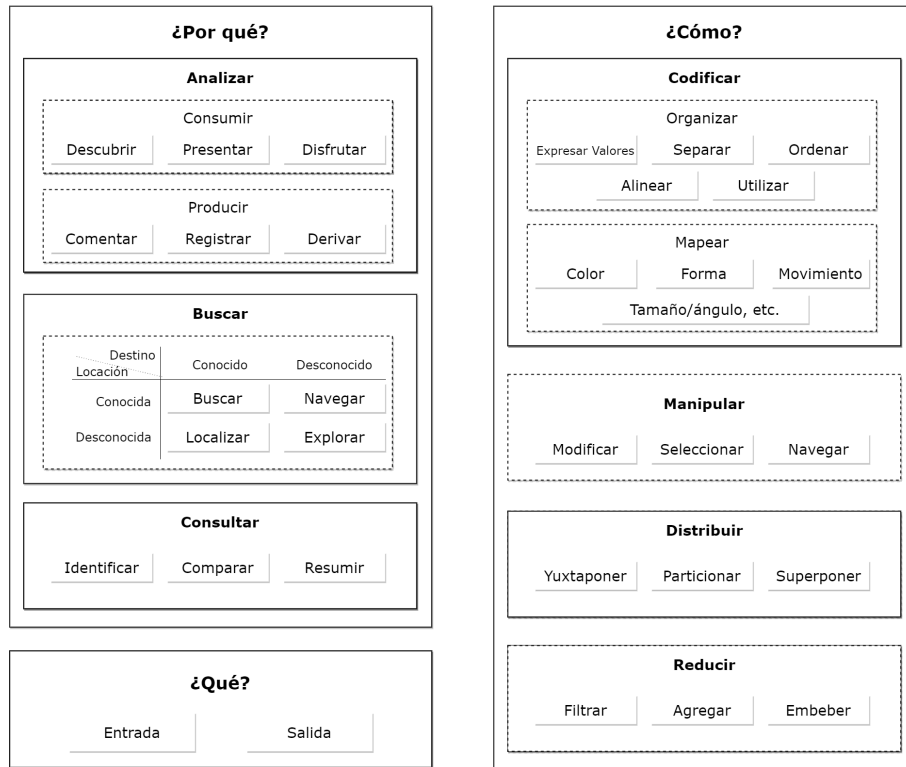 ¿Por qué?
Analizar
Consumir
Descubrir Presentar Disfrutar
Producir
Comentar Registrar Derivar
Buscar
Destino
Locación Conocido Desconocido
Conocida Buscar Navegar
Desconocida Localizar Explorar
Consultar
Identificar Comparar Resumir
¿Qué?
Entrada Salida
¿Cómo?
Codificar
Organizar
Expresar Valores Separar Ordenar
Alinear Utilizar
Mapear
Color Forma Movimiento
Tamaño/ángulo, etc.
Manipular
Modificar Seleccionar Navegar
Distribuir
Yuxtaponer Particionar Superponer
Reducir
Filtrar Agregar Embeber